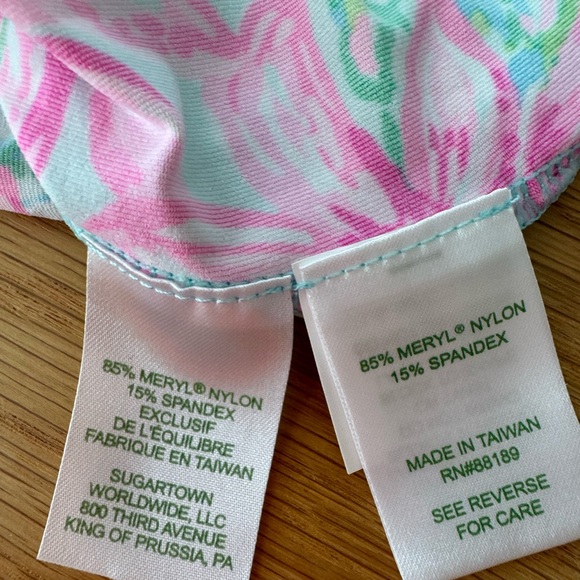 85% MERYL® NYLON
15% SPANDEX
EXCLUSIF
DE L'ÉQUILIBRE
FABRIQUE EN TAIWAN
SUGARTOWN
WORLDWIDE, LLC
800 THIRD AVENUE
KING OF PRUSSIA, PA
85% MERYL® NYLON
15% SPANDEX
MADE IN TAIWAN
RN#88189
SEE REVERSE
FOR CARE